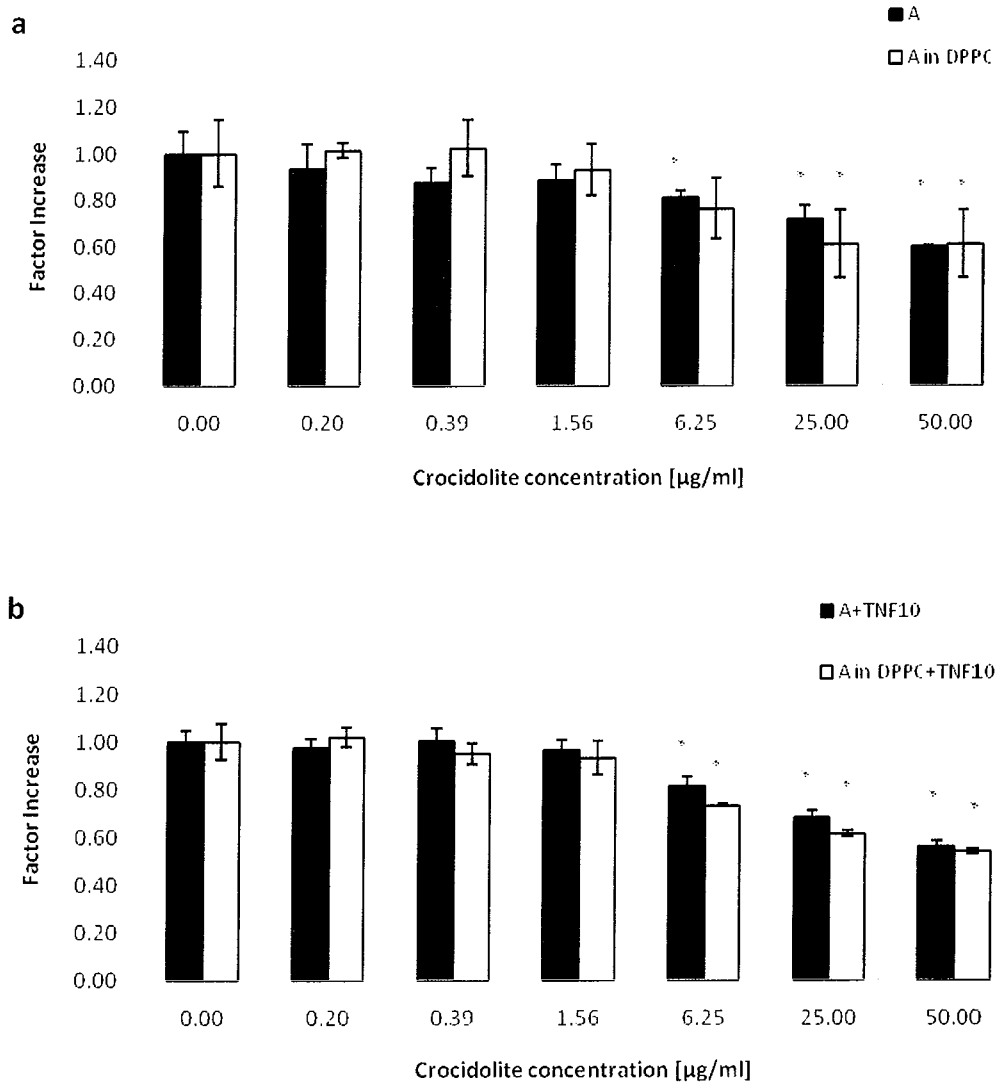 a
A
A in DPPC
1.40
1.20
1.00
0.80
0.60
0.40
0.20
0.00
Factor Increase
* * * * *
0.00 0.20 0.39 1.56 6.25 25.00 50.00
Crocidolite concentration [µg/ml]
b
A+TNF10
A in DPPC+TNF10
1.40
1.20
1.00
0.80
0.60
0.40
0.20
0.00
Factor Increase
* * * * * *
0.00 0.20 0.39 1.56 6.25 25.00 50.00
Crocidolite concentration [µg/ml]